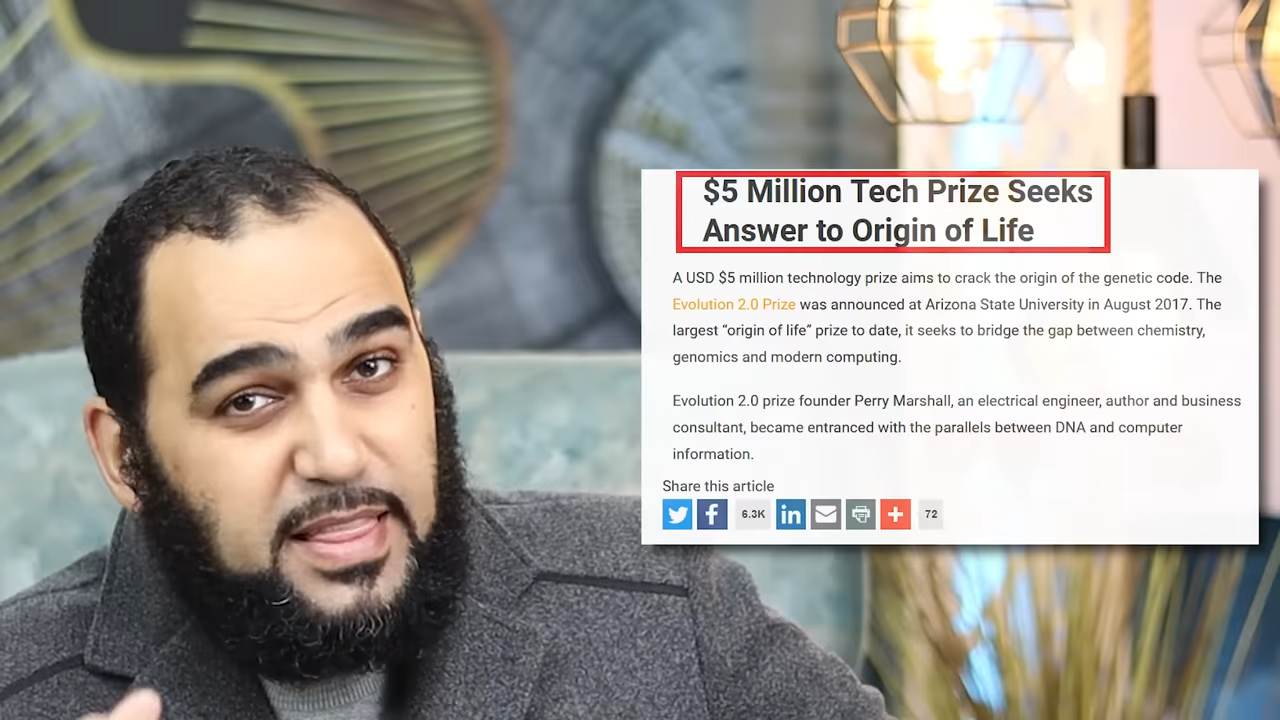 $5 Million Tech Prize Seeks
Answer to Origin of Life
A USD $5 million technology prize aims to crack the origin of the genetic code. The
Evolution 2.0 Prize was announced at Arizona State University in August 2017. The
largest “origin of life” prize to date, it seeks to bridge the gap between chemistry,
genomics and modern computing.
Evolution 2.0 prize founder Perry Marshall, an electrical engineer, author and business
consultant, became entranced with the parallels between DNA and computer
information.
Share this article
6.3K
72